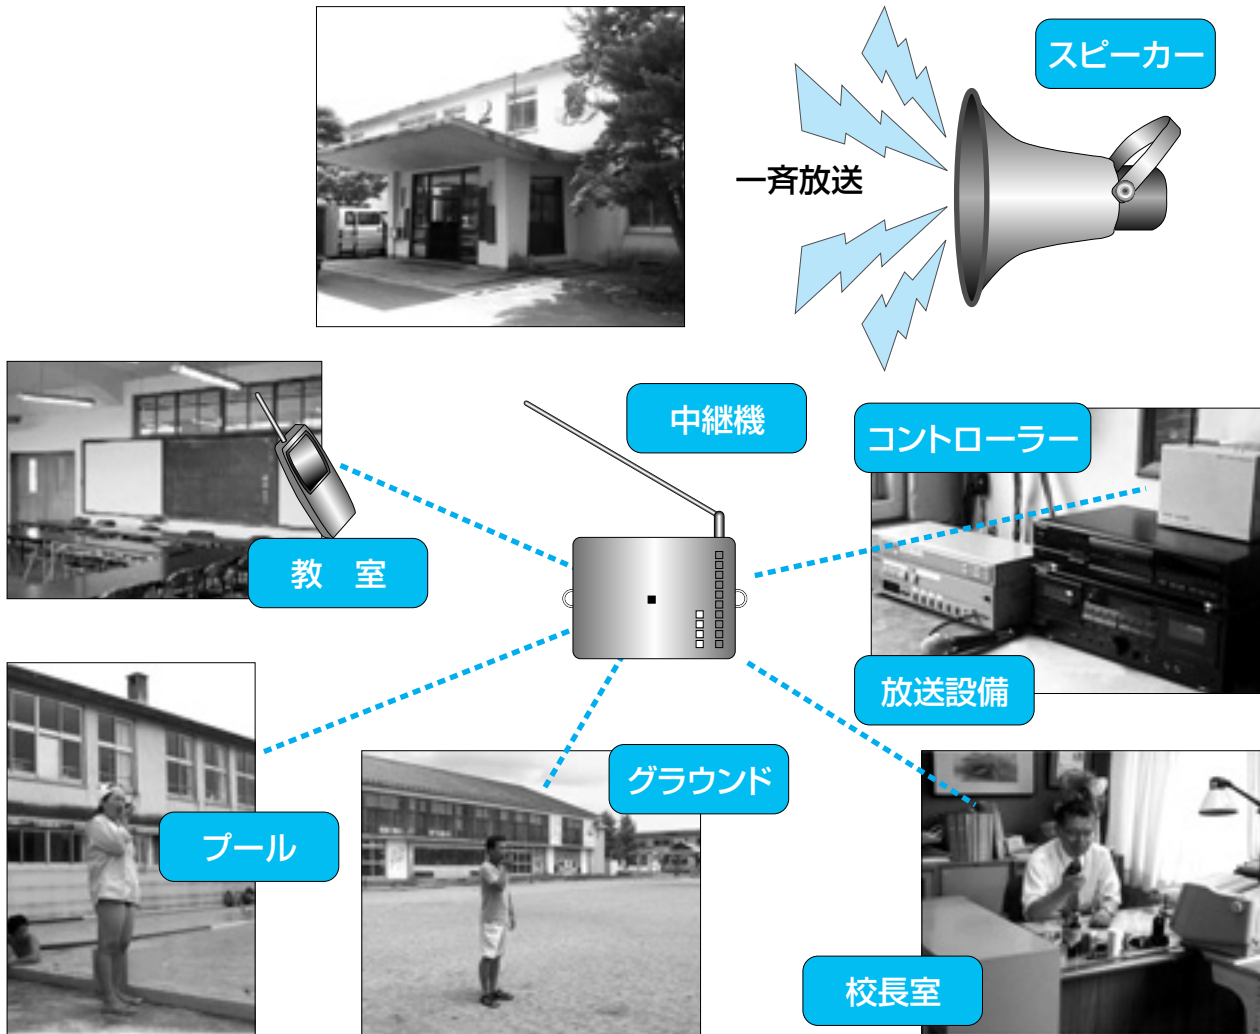 スピーカー
一斉放送
中継機
コントローラー
教　室
放送設備
グラウンド
プール
校長室